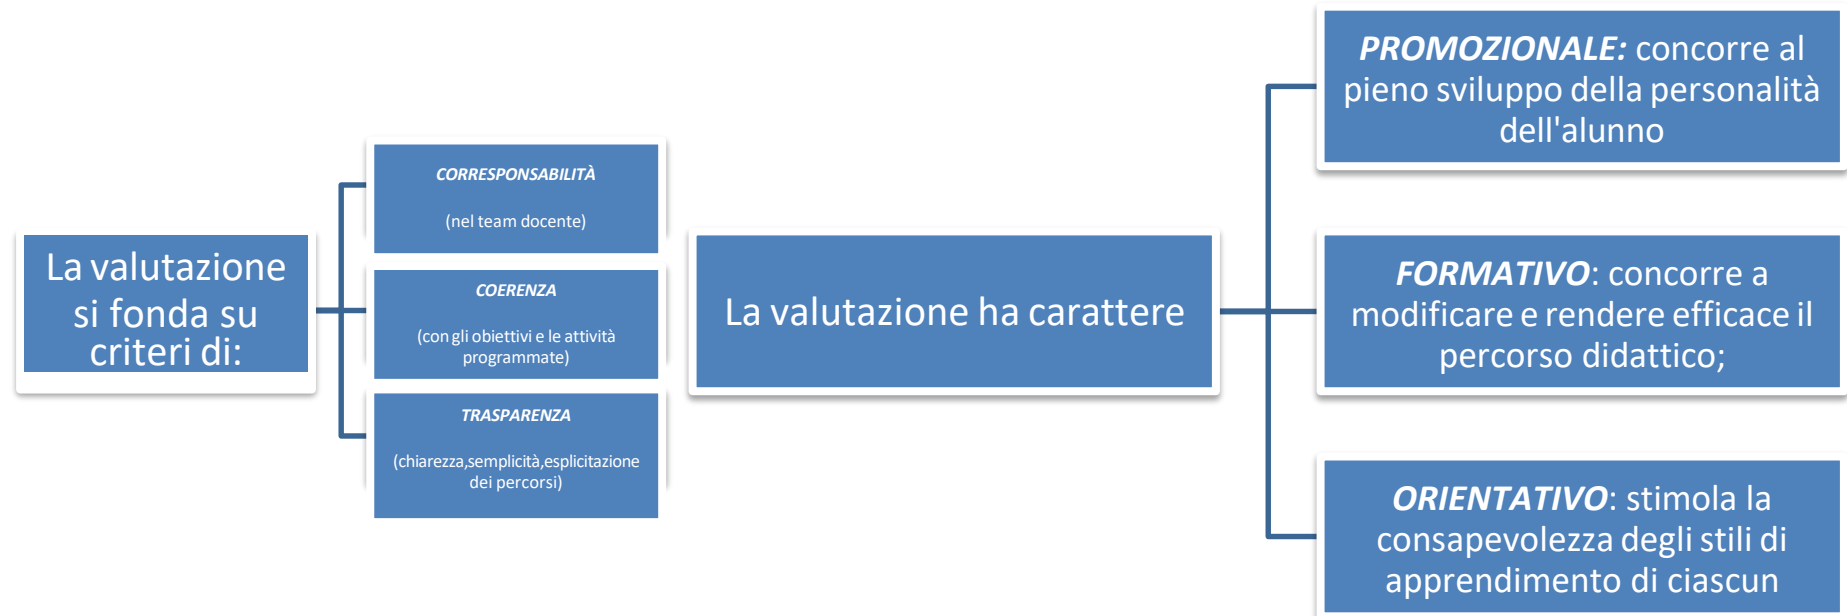 La valutazione
si fonda su
criteri di:
CORRESPONSABILITÀ
(nel team docente)
COERENZA
(con gli obiettivi e le attività
programmate)
TRASPARENZA
(chiarezza,semplicità,esplicitazione
dei percorsi)
La valutazione ha carattere
PROMOZIONALE: concorre al
pieno sviluppo della personalità
dell'alunno
FORMATIVO: concorre a
modificare e rendere efficace il
percorso didattico;
ORIENTATIVO: stimola la
consapevolezza degli stili di
apprendimento di ciascun